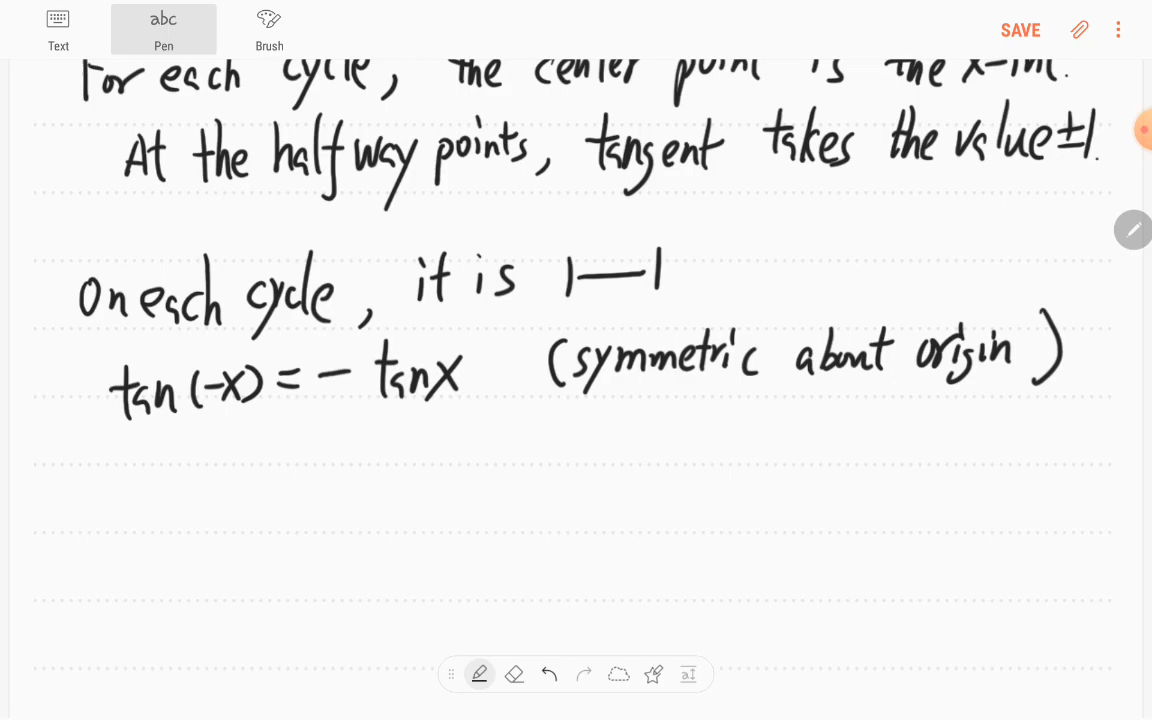 Text
abc
Pen
Brush
SAVE
For each cycle, the center point is the x-int.
At the halfway points, tangent takes the value ±1.
On each cycle, it is 1—1
tan(-x) = - tanx (symmetric about origin)